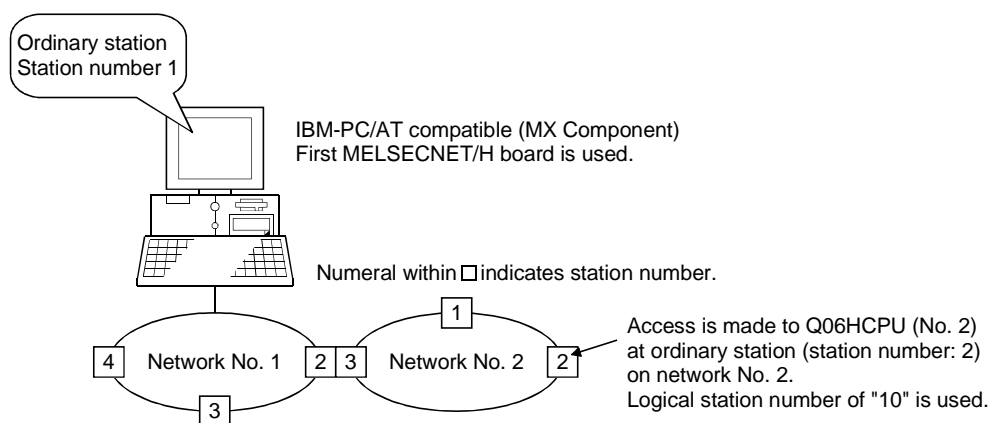 Ordinary station
Station number 1
IBM-PC/AT compatible (MX Component)
First MELSECNET/H board is used.
Numeral within □ indicates station number.
1
4
Network No. 1
2
3
Network No. 2
2
3
Access is made to Q06HCPU (No. 2)
at ordinary station (station number: 2)
on network No. 2.
Logical station number of "10" is used.